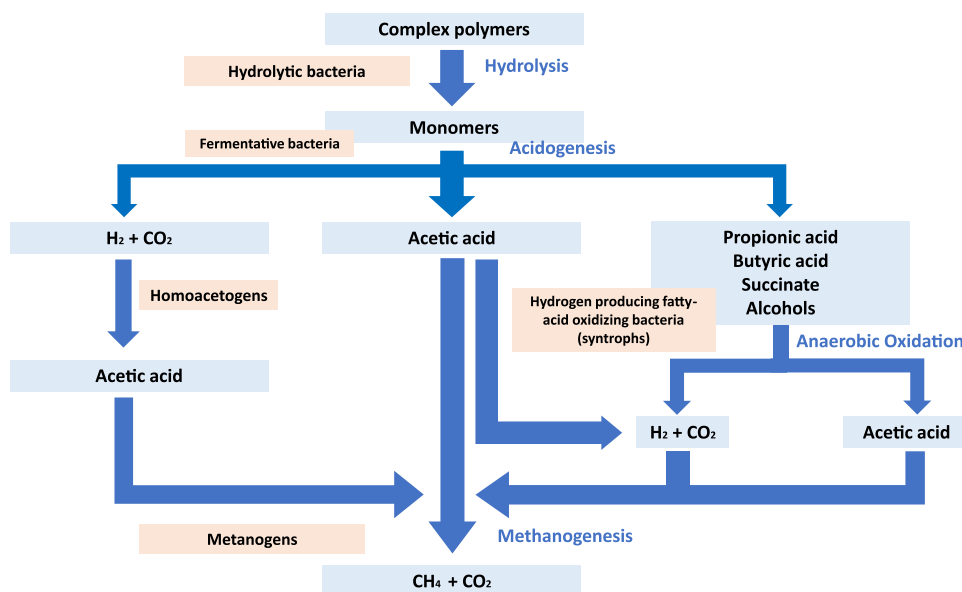 Complex polymers
Hydrolytic bacteria
Hydrolysis
Monomers
Fermentative bacteria
Acidogenesis
H₂ + CO₂
Acetic acid
Propionic acid
Butyric acid
Succinate
Alcohols
Homoacetogens
Hydrogen producing fatty-
acid oxidizing bacteria
(syntrophs)
Anaerobic Oxidation
Acetic acid
H₂ + CO₂
Acetic acid
Metanogens
Methanogenesis
CH₄ + CO₂